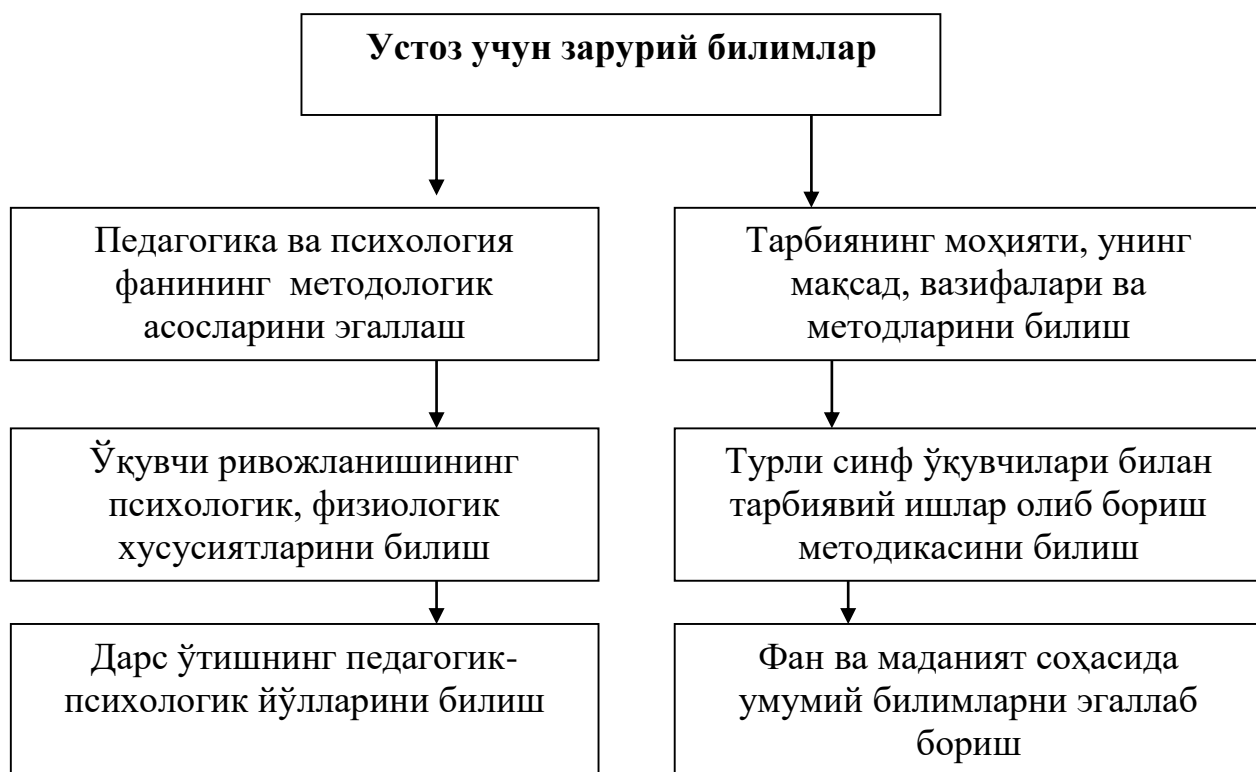 Устоз учун зарурий билимлар
Педагогика ва психология
фанининг методологик
асосларини эгаллаш
Тарбиянинг моҳияти, унинг
мақсад, вазифалари ва
методларини билиш
Ўқувчи ривожланишининг
психологик, физиологик
хусусиятларини билиш
Турли синф ўқувчилари билан
тарбиявий ишлар олиб бориш
методикасини билиш
Дарс ўтишнинг педагогик-
психологик йўлларини билиш
Фан ва маданият соҳасида
умумий билимларни эгаллаб
бориш